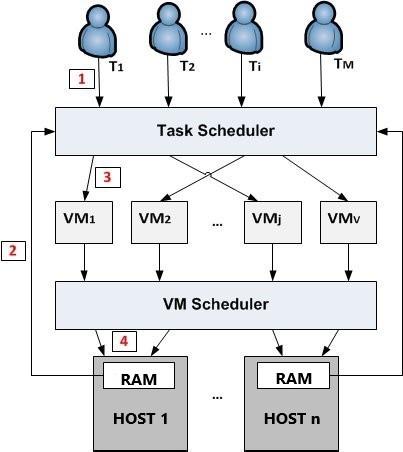 ... 
T1 T2 Ti TM
1
Task Scheduler
3
VM1 VM2 ... VMj VMV
2
VM Scheduler
4
RAM RAM
...
HOST 1 HOST n